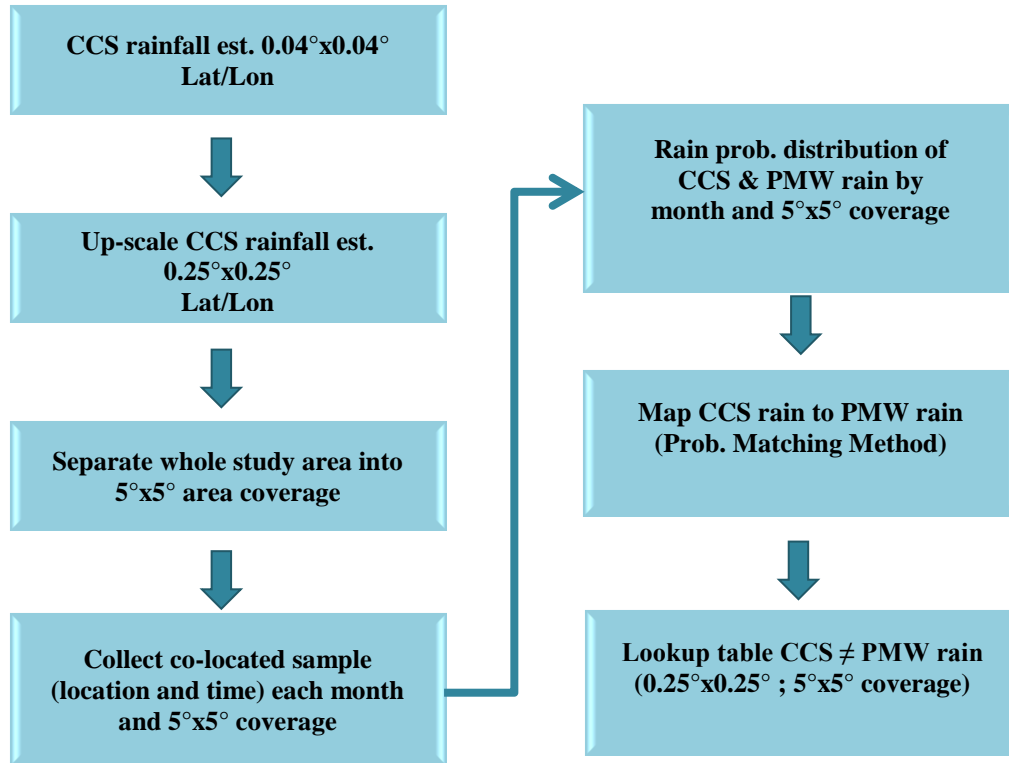 CCS rainfall est. 0.04°x0.04°
Lat/Lon
Up-scale CCS rainfall est.
0.25°x0.25°
Lat/Lon
Separate whole study area into
5°x5° area coverage
Collect co-located sample
(location and time) each month
and 5°x5° coverage
Rain prob. distribution of
CCS & PMW rain by
month and 5°x5° coverage
Map CCS rain to PMW rain
(Prob. Matching Method)
Lookup table CCS ≠ PMW rain
(0.25°x0.25° ; 5°x5° coverage)